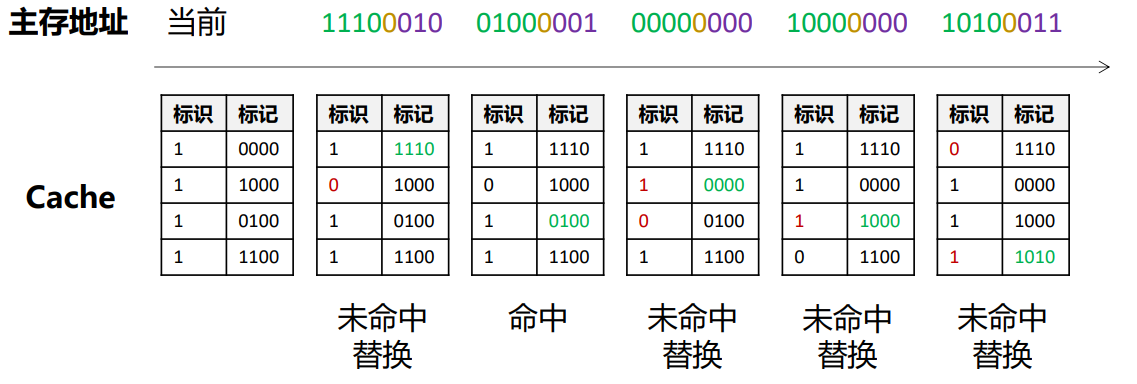 主存地址 当前 11100010 01000001 00000000 10000000 10100011
标识 标记 标识 标记 标识 标记 标识 标记 标识 标记 标识 标记
1 0000 1 1110 1 1110 1 1110 1 1110 0 1110
1 1000 0 1000 0 1000 1 0000 1 0000 1 0000
Cache
1 0100 1 0100 1 0100 0 0100 1 1000 1 1000
1 1100 1 1100 1 1100 1 1100 0 1100 1 1010
未命中 命中 未命中 未命中 未命中
替换 替换 替换 替换